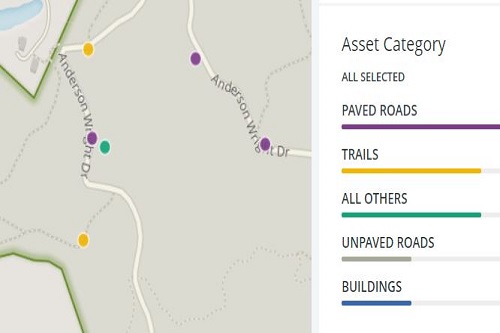 Anderson Wright Dr
Anderson Wright Dr
Asset Category
ALL SELECTED
PAVED ROADS
TRAILS
ALL OTHERS
UNPAVED ROADS
BUILDINGS